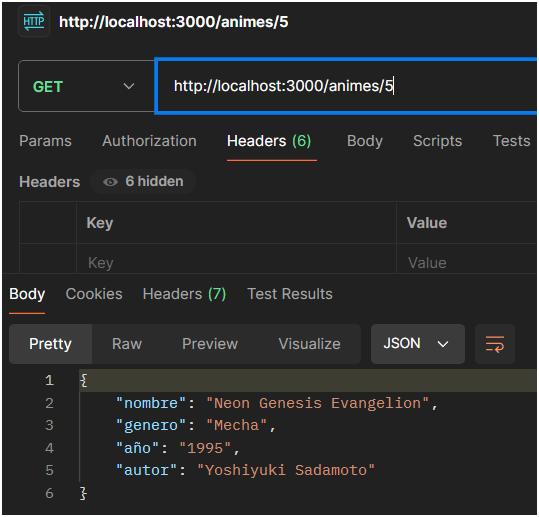 HTTP http://localhost:3000/animes/5
GET http://localhost:3000/animes/5
Params Authorization Headers (6) Body Scripts Tests
Headers 6 hidden
Key Value
Key Value
Body Cookies Headers (7) Test Results
Pretty Raw Preview Visualize JSON
1 {
2 "nombre": "Neon Genesis Evangelion",
3 "genero": "Mecha",
4 "año": "1995",
5 "autor": "Yoshiyuki Sadamoto"
6 }